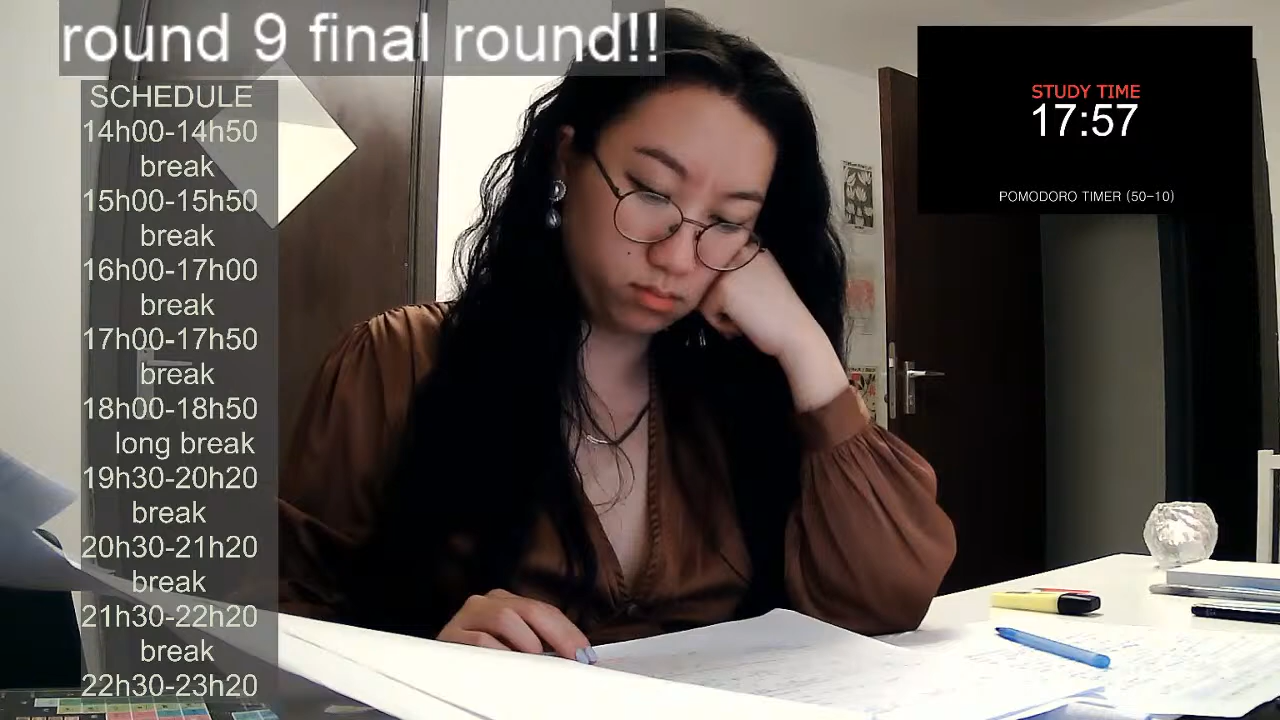 round 9 final round!!
SCHEDULE
14h00-14h50
break
15h00-15h50
break
16h00-17h00
break
17h00-17h50
break
18h00-18h50
long break
19h30-20h20
break
20h30-21h20
break
21h30-22h20
break
22h30-23h20
STUDY TIME
17:57
POMODORO TIMER (50-10)